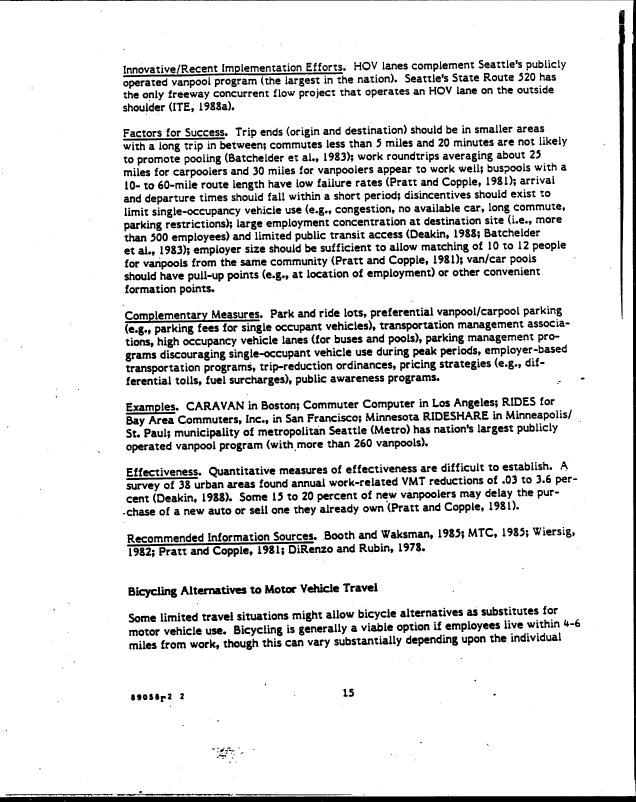 Innovative/Recent Implementation Efforts. HOV lanes complement Seattle's publicly
operated vanpool program (the largest in the nation). Seattle's State Route 520 has
the only freeway concurrent flow project that operates an HOV lane on the outside
shoulder (ITE, 1988a).
Factors for Success. Trip ends (origin and destination) should be in smaller areas
with a long trip in between; commutes less than 5 miles and 20 minutes are not likely
to promote pooling (Batchelder et al., 1983); work roundtrips averaging about 25
miles for carpoolers and 30 miles for vanpoolers appear to work well; buspools with a
10- to 60-mile route length have low failure rates (Pratt and Copple, 1981); arrival
and departure times should fall within a short period; disincentives should exist to
limit single-occupancy vehicle use (e.g., congestion, no available car, long commute,
parking restrictions); large employment concentration at destination site (i.e., more
than 500 employees) and limited public transit access (Deakin, 1988; Batchelder
et al., 1983); employer size should be sufficient to allow matching of 10 to 12 people
for vanpools from the same community (Pratt and Copple, 1981); van/car pools
should have pull-up points (e.g., at location of employment) or other convenient
formation points.
Complementary Measures. Park and ride lots, preferential vanpool/carpool parking
(e.g., parking fees for single occupant vehicles), transportation management associa-
tions, high occupancy vehicle lanes (for buses and pools), parking management pro-
grams discouraging single-occupant vehicle use during peak periods, employer-based
transportation programs, trip-reduction ordinances, pricing strategies (e.g., dif-
ferential tolls, fuel surcharges), public awareness programs.
Examples. CARAVAN in Boston; Commuter Computer in Los Angeles; RIDES for
Bay Area Commuters, Inc., in San Francisco; Minnesota RIDESHARE in Minneapolis/
St. Paul; municipality of metropolitan Seattle (Metro) has nation's largest publicly
operated vanpool program (with more than 260 vanpools).
Effectiveness. Quantitative measures of effectiveness are difficult to establish. A
survey of 38 urban areas found annual work-related VMT reductions of .03 to 3.6 per-
cent (Deakin, 1988). Some 15 to 20 percent of new vanpoolers may delay the pur-
chase of a new auto or sell one they already own (Pratt and Copple, 1981).
Recommended Information Sources. Booth and Waksman, 1985; MTC, 1985; Wiersig,
1982; Pratt and Copple, 1981; DiRenzo and Rubin, 1978.
Bicycling Alternatives to Motor Vehicle Travel
Some limited travel situations might allow bicycle alternatives as substitutes for
motor vehicle use. Bicycling is generally a viable option if employees live within 4-6
miles from work, though this can vary substantially depending upon the individual
89058r2 2
15